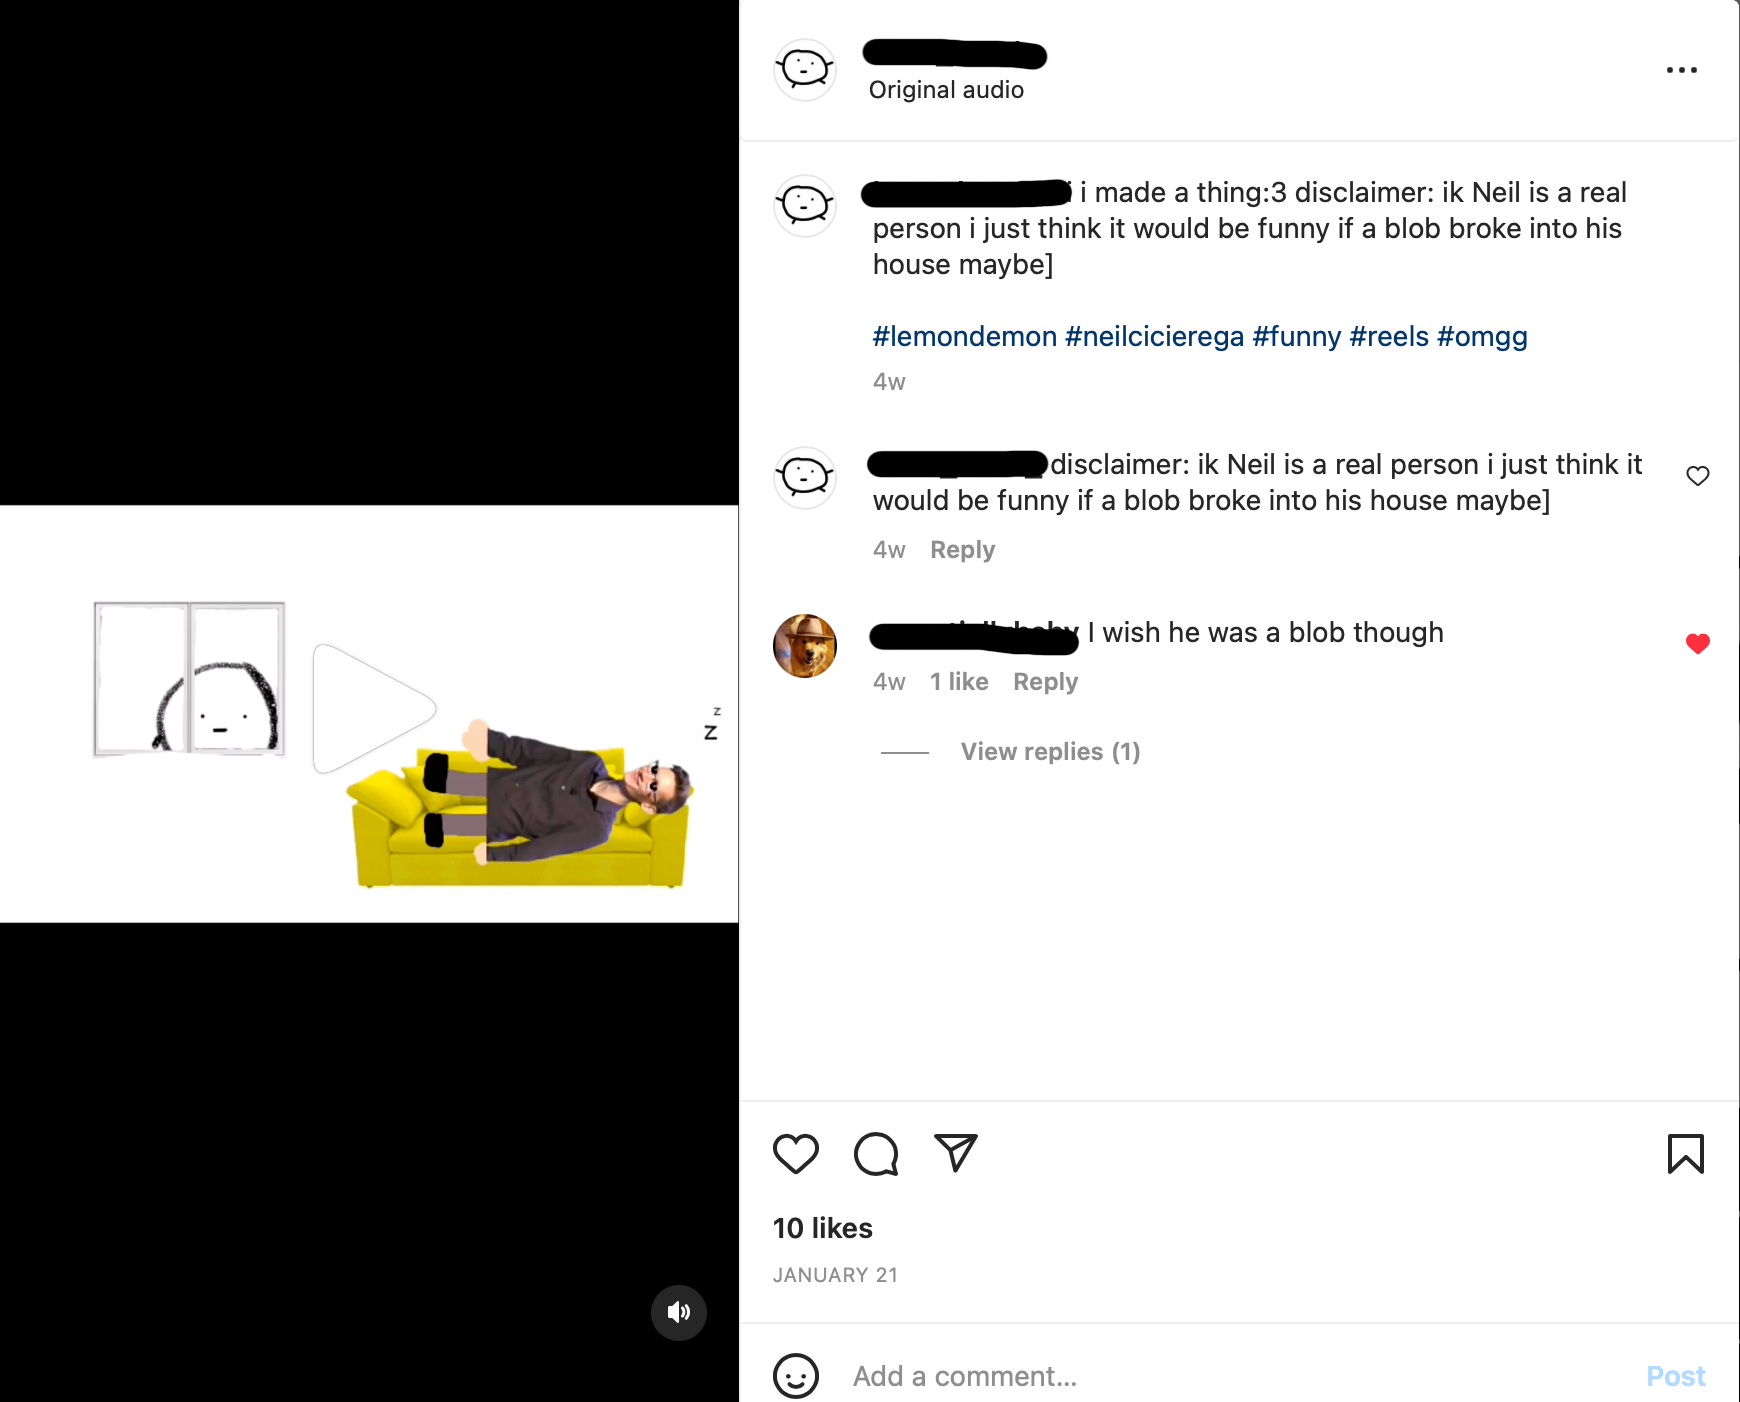 Original audio
i made a thing:3 disclaimer: ik Neil is a real
person i just think it would be funny if a blob broke into his
house maybe]
#lemondemon #neilcicierega #funny #reels #omgg
4w
disclaimer: ik Neil is a real person i just think it
would be funny if a blob broke into his house maybe]
4w Reply
I wish he was a blob though
4w 1 like Reply
View replies (1)
z
z
10 likes
JANUARY 21
Add a comment...
Post